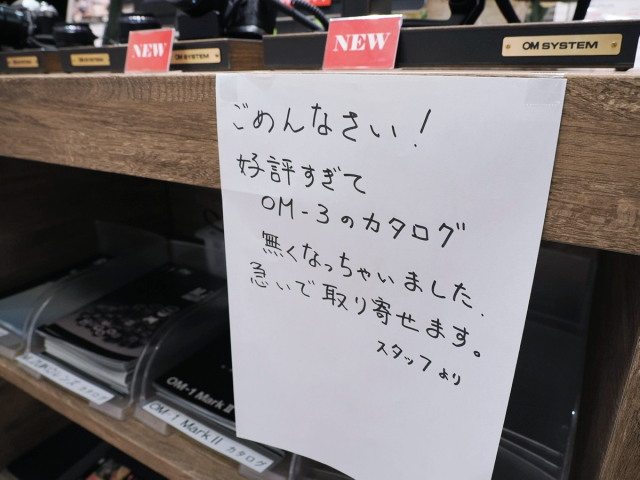 NEW
NEW
OM SYSTEM
ごめんなさい！
好評すぎて
OM-3のカタログ
無くなっちゃいました.
急いで取り寄せます。
スタッフより
OM-1 Mark II
OM-1 Mark II カタログ